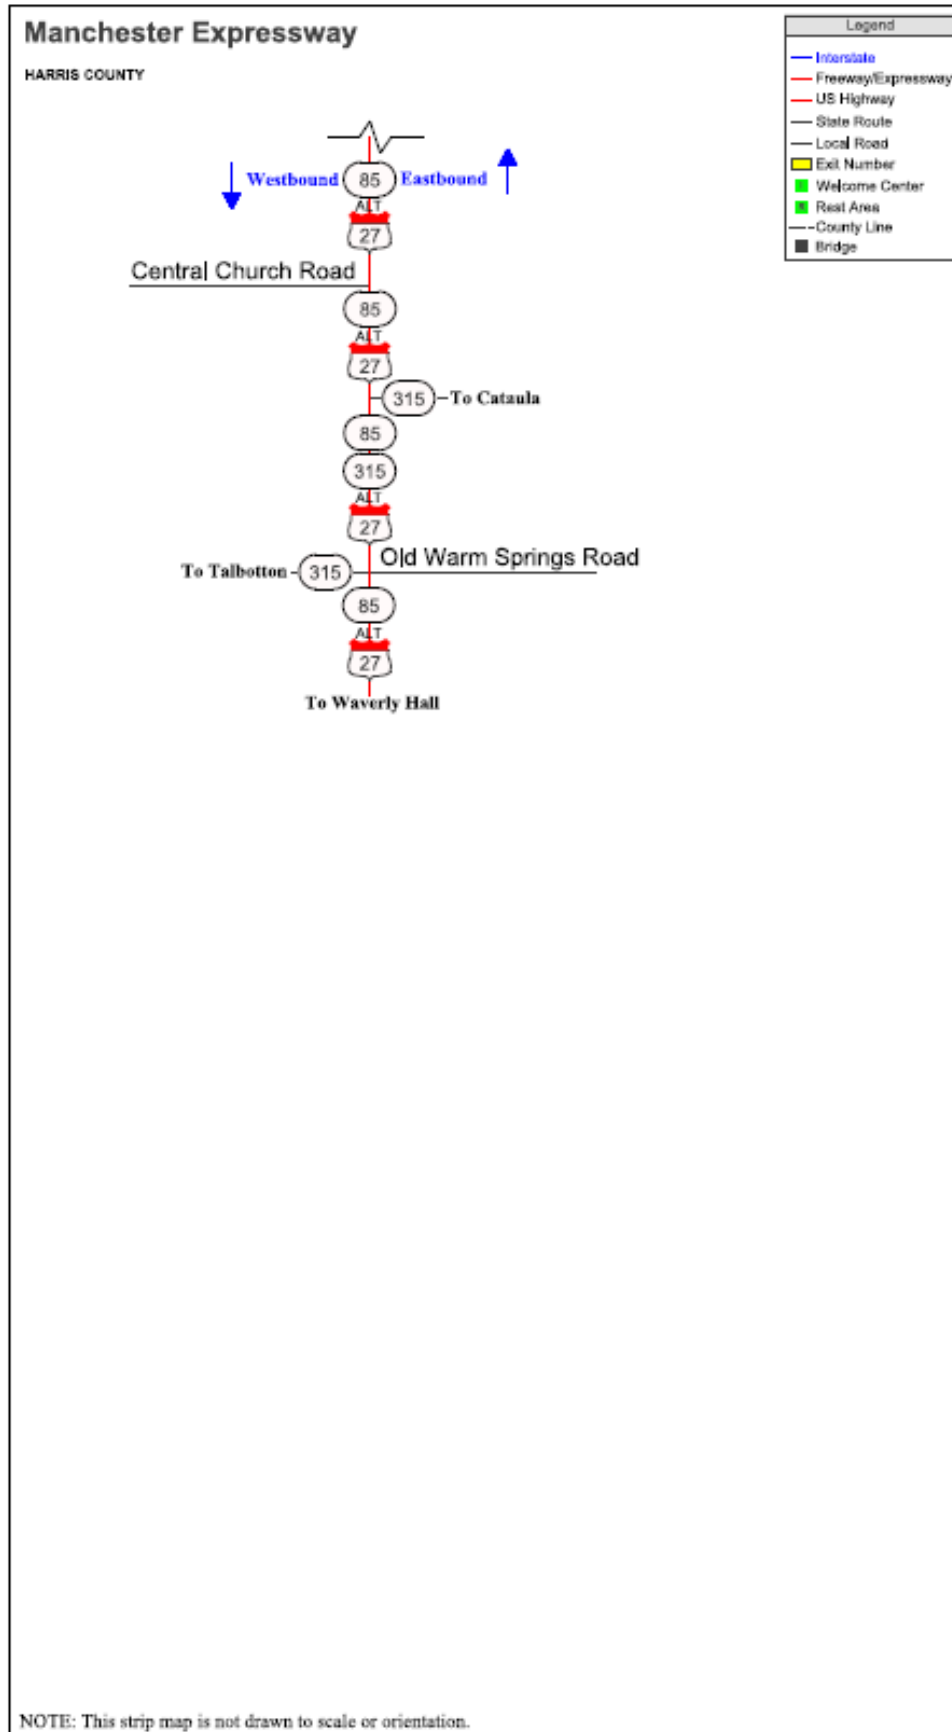 Manchester Expressway
HARRIS COUNTY
Legend
Interstate
Freeway/Expressway
US Highway
State Route
Local Road
Exit Number
Welcome Center
Rest Area
County Line
Bridge
Westbound 85 Eastbound
ALT
27
Central Church Road
85
ALT
27
315 To Cataula
85
315
ALT
27
Old Warm Springs Road
To Talbotton 315
85
ALT
27
To Waverly Hall
NOTE: This strip map is not drawn to scale or orientation.